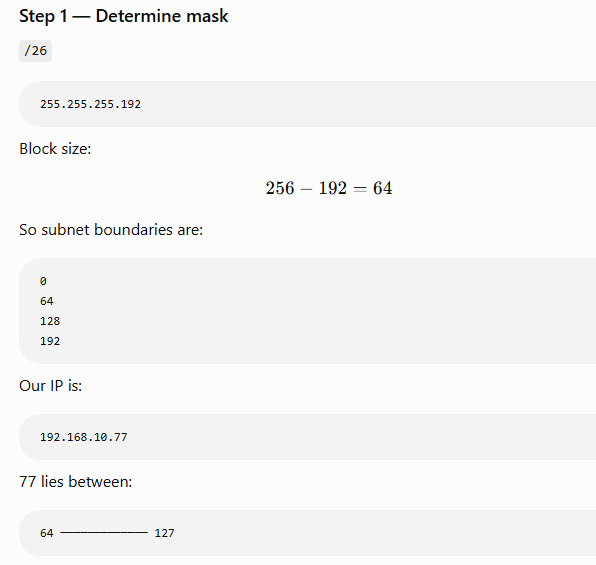 Step 1 — Determine mask
/26
255.255.255.192
Block size:
256 − 192 = 64
So subnet boundaries are:
0
64
128
192
Our IP is:
192.168.10.77
77 lies between:
64 ───────────── 127